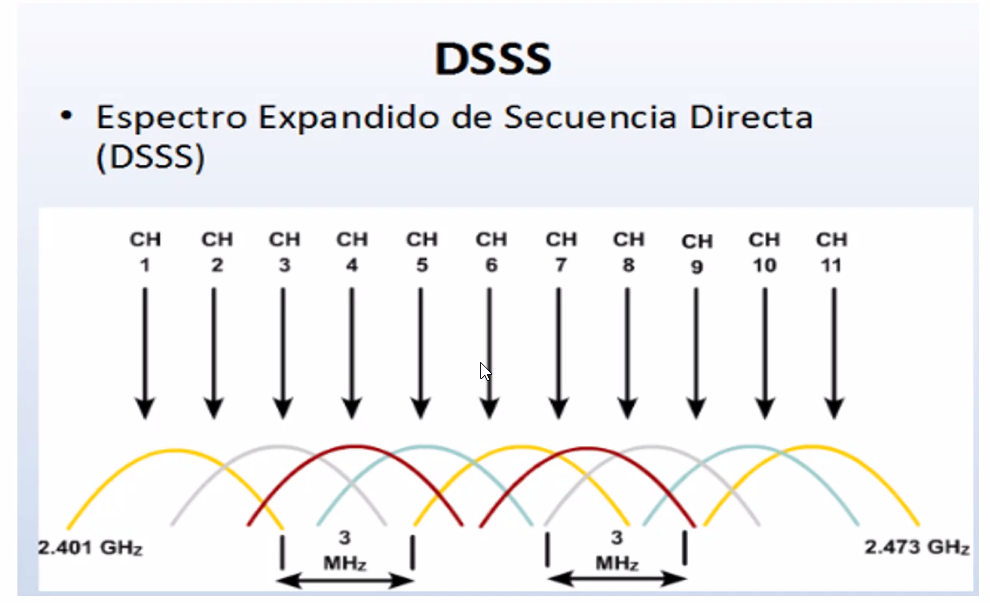 DSSS
• Espectro Expandido de Secuencia Directa
(DSSS)
CH CH CH CH CH CH CH CH CH CH CH
1 2 3 4 5 6 7 8 9 10 11
2.401 GHz 3 3 2.473 GHz
MHz MHz